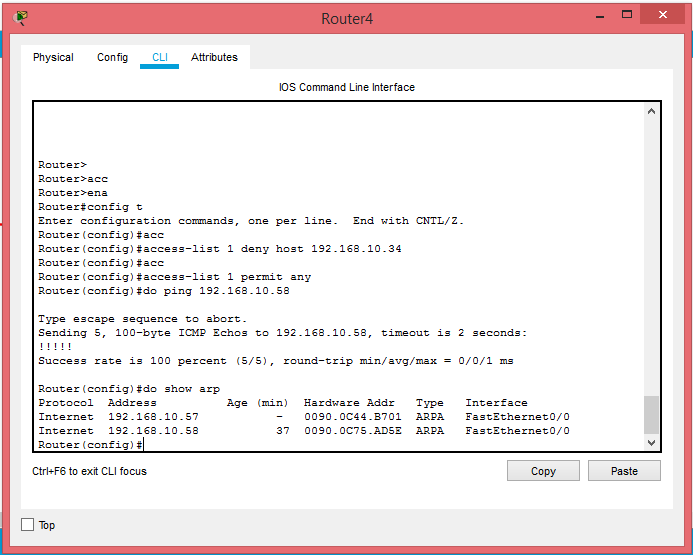 Router4
Physical Config CLI Attributes
IOS Command Line Interface
Router>
Router>acc
Router>ena
Router#config t
Enter configuration commands, one per line.  End with CNTL/Z.
Router(config)#acc
Router(config)#access-list 1 deny host 192.168.10.34
Router(config)#acc
Router(config)#access-list 1 permit any
Router(config)#do ping 192.168.10.58
Type escape sequence to abort.
Sending 5, 100-byte ICMP Echos to 192.168.10.58, timeout is 2 seconds:
!!!!!
Success rate is 100 percent (5/5), round-trip min/avg/max = 0/0/1 ms
Router(config)#do show arp
Protocol  Address          Age (min)  Hardware Addr   Type   Interface
Internet  192.168.10.57           -   0090.0C44.B701  ARPA   FastEthernet0/0
Internet  192.168.10.58           37  0090.0C75.AD5E  ARPA   FastEthernet0/0
Router(config)#
Ctrl+F6 to exit CLI focus
Copy Paste
Top